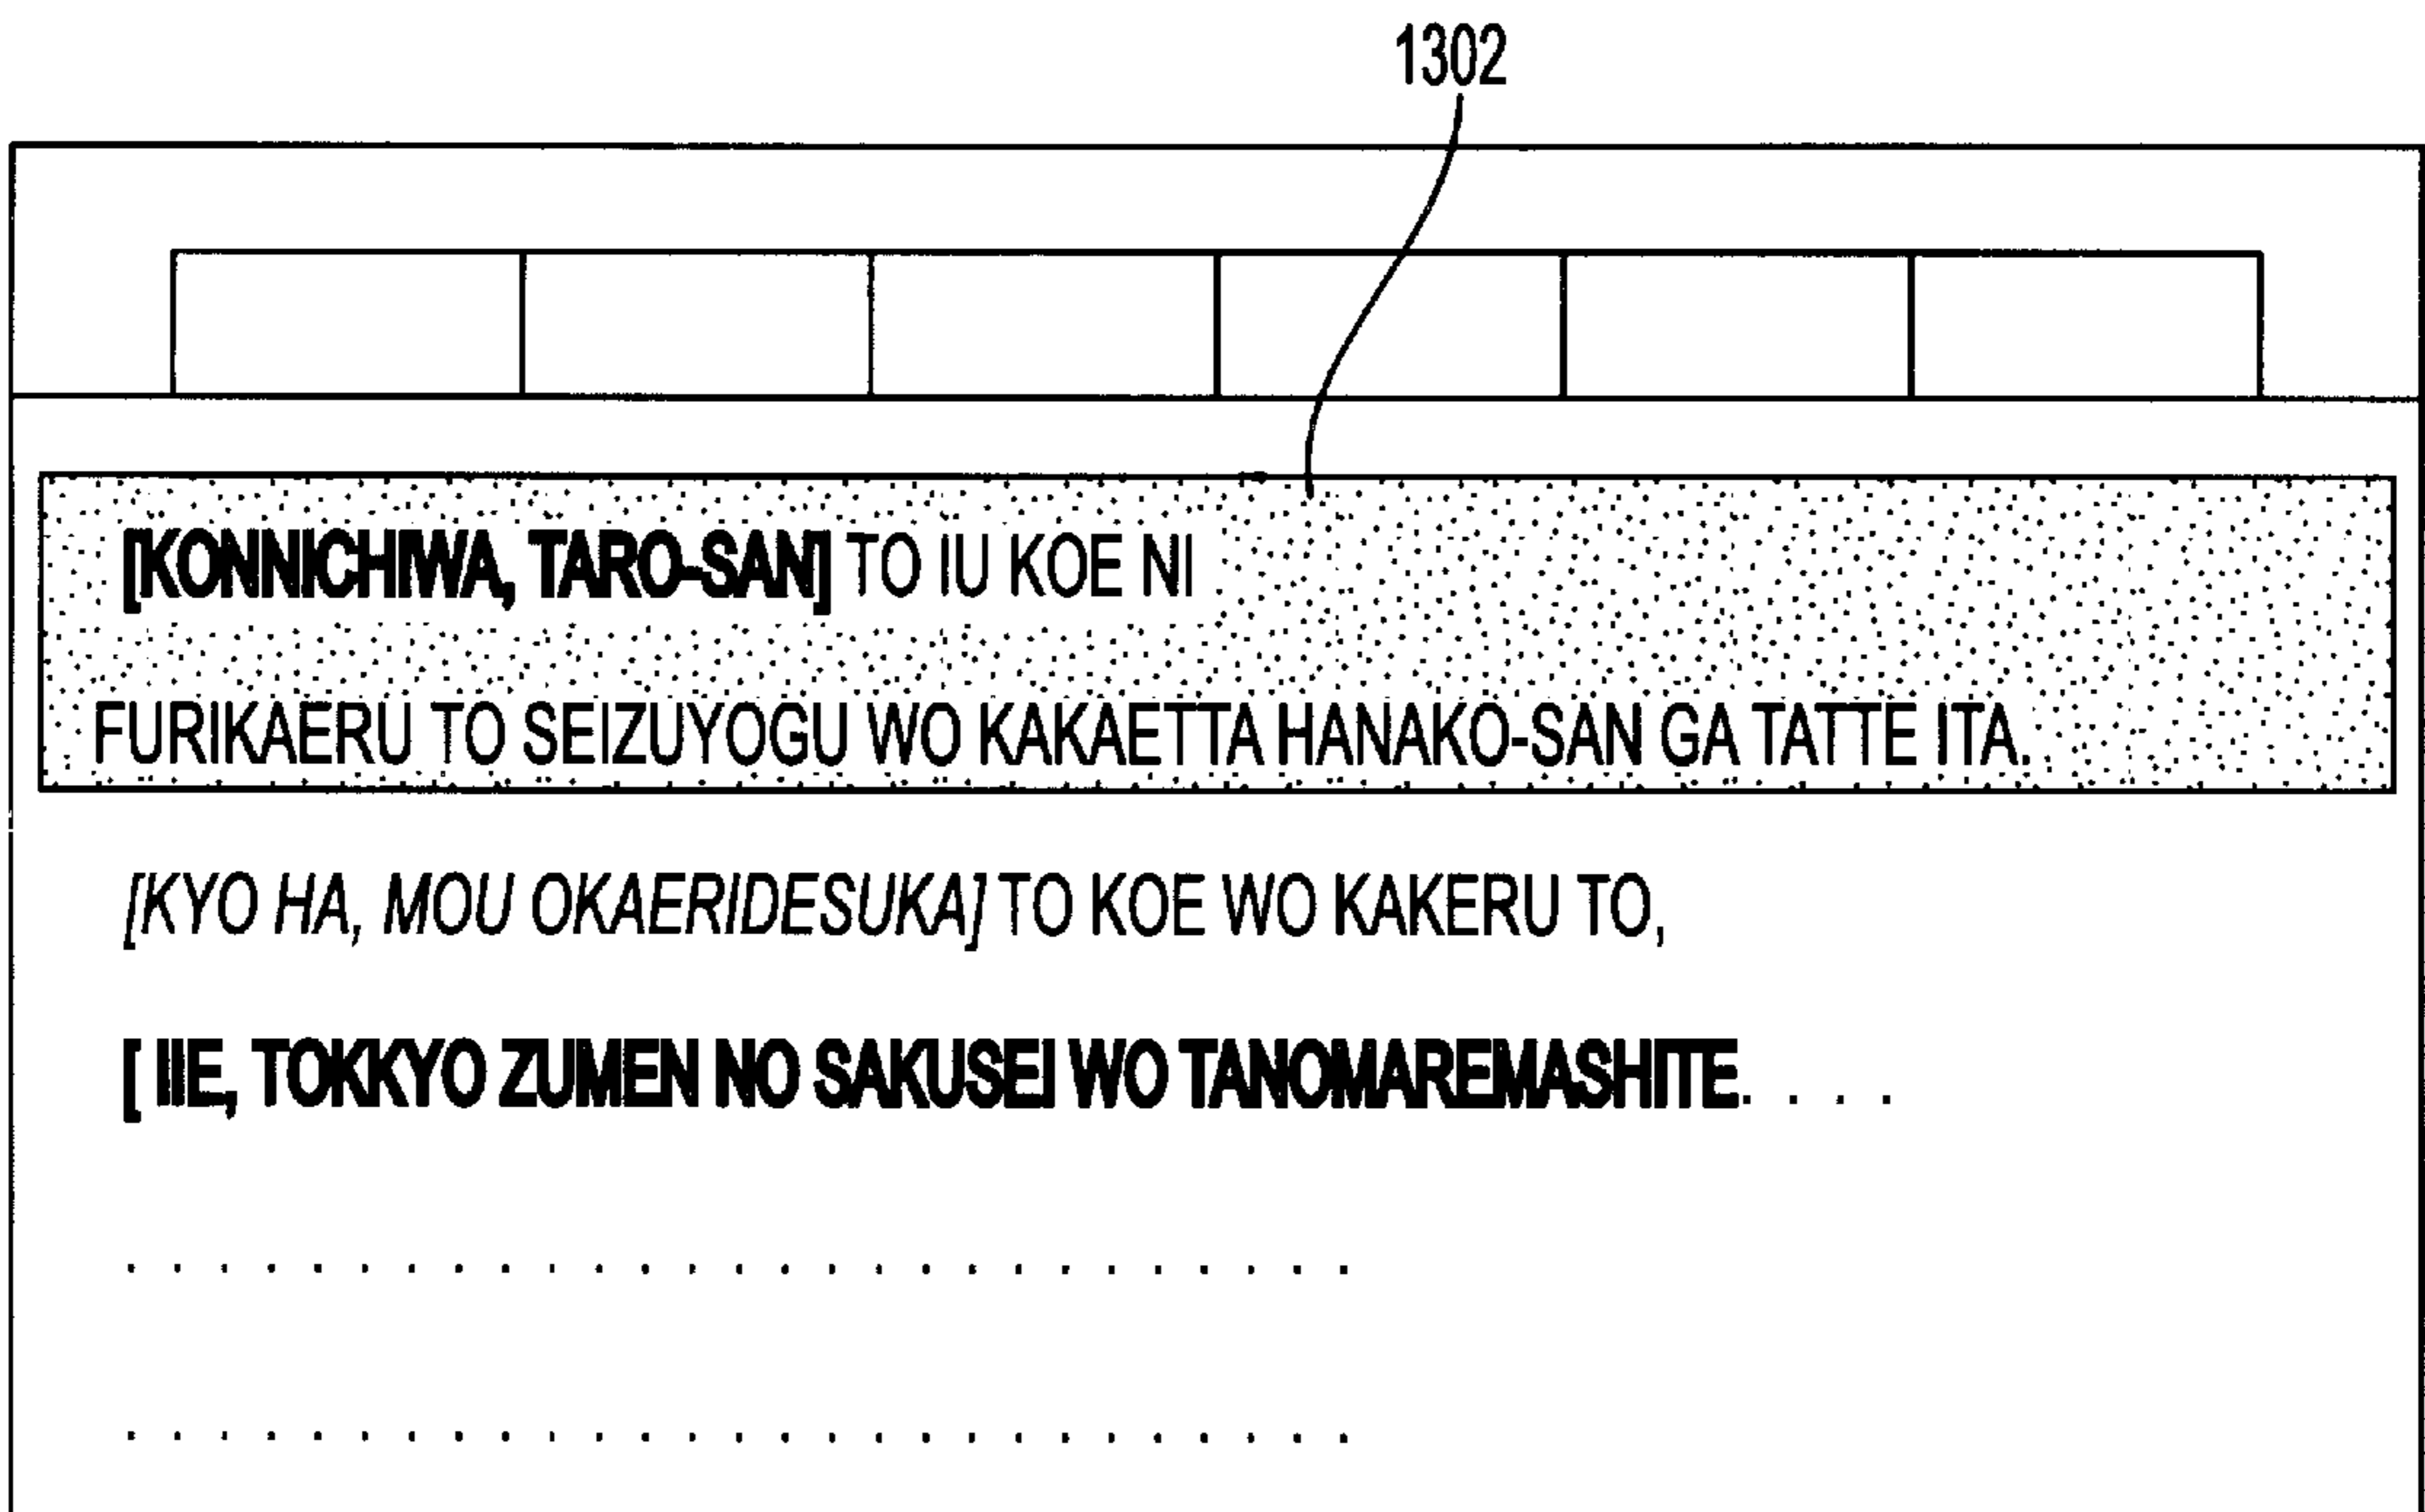 1302
[KONNICHIWA, TARO-SAN] TO IU KOE NI
FURIKAERU TO SEIZUYOGU WO KAKAETTA HANAKO-SAN GA TATTE ITA.
[KYO HA, MOU OKAERIDESUKA] TO KOE WO KAKERU TO,
[ IIE, TOKKYO ZUMEN NO SAKUSEI WO TANOMAREMASHITE. . . .
. . . . . . . . . . . . . . . . . . . . . . . . . . .
. . . . . . . . . . . . . . . . . . . . . . . . . . .